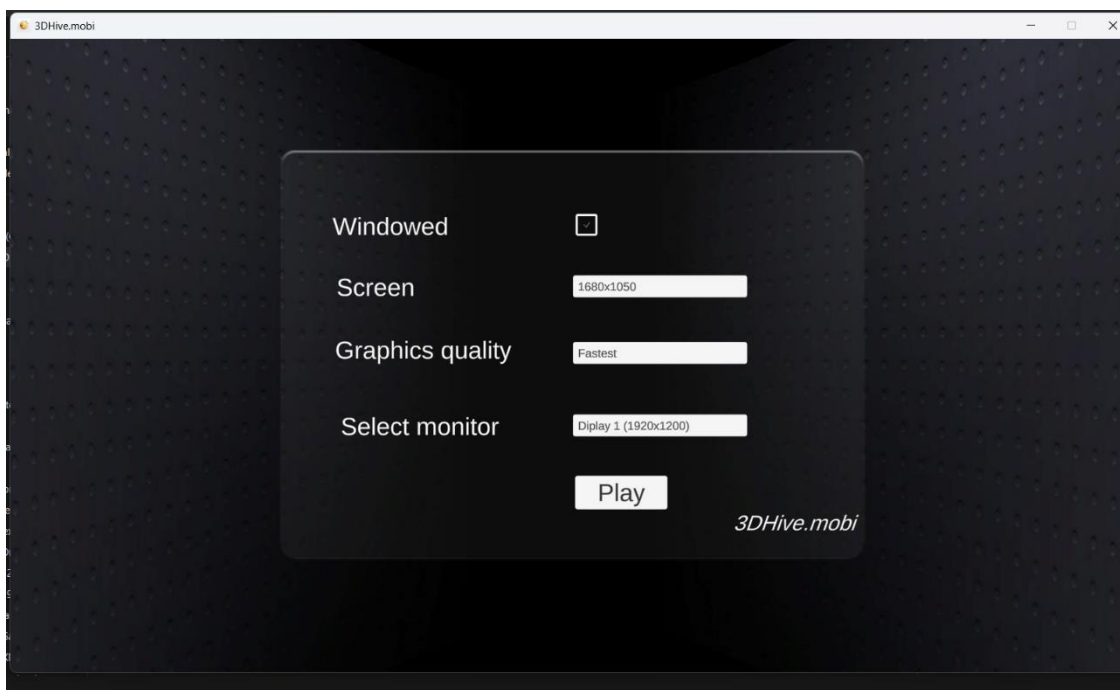 3DHive.mobi
Windowed
Screen 1680x1050
Graphics quality Fastest
Select monitor Diplay 1 (1920x1200)
Play
3DHive.mobi